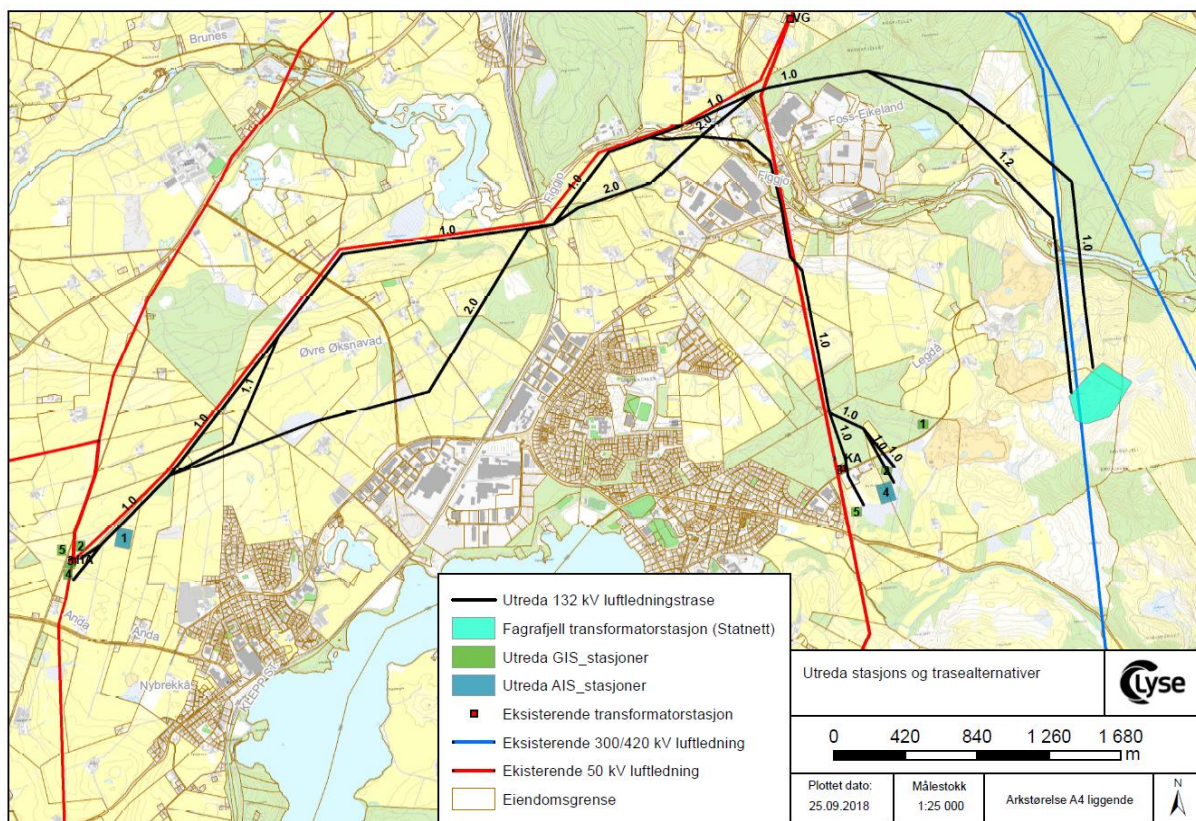 VG
Brunes
1.0
1.0
2.0
Foss-Eikeland
1.2
Figgjo
Figgjo
1.0
2.0
1.0
1.0
2.0
Øvre Øksnavad
1.1
1.0
1.0
Legdå
1.0
1
1.0
1.0
1.0
KA
1.0
4
5
1
5
2
HA
4
Anda
Anda
Nybrekkå
KLEPP ST.
Utreda 132 kV luftledningstrase
Fagrafjell transformatorstasjon (Statnett)
Utreda GIS_stasjoner
Utreda AIS_stasjoner
Eksisterende transformatorstasjon
Eksisterende 300/420 kV luftledning
Ekisterende 50 kV luftledning
Eiendomsgrense
Utreda stasjons og trasealternativer
Lyse
0 420 840 1 260 1 680
m
Plottet dato:
25.09.2018
Målestokk
1:25 000
Arkstørelse A4 liggende
N